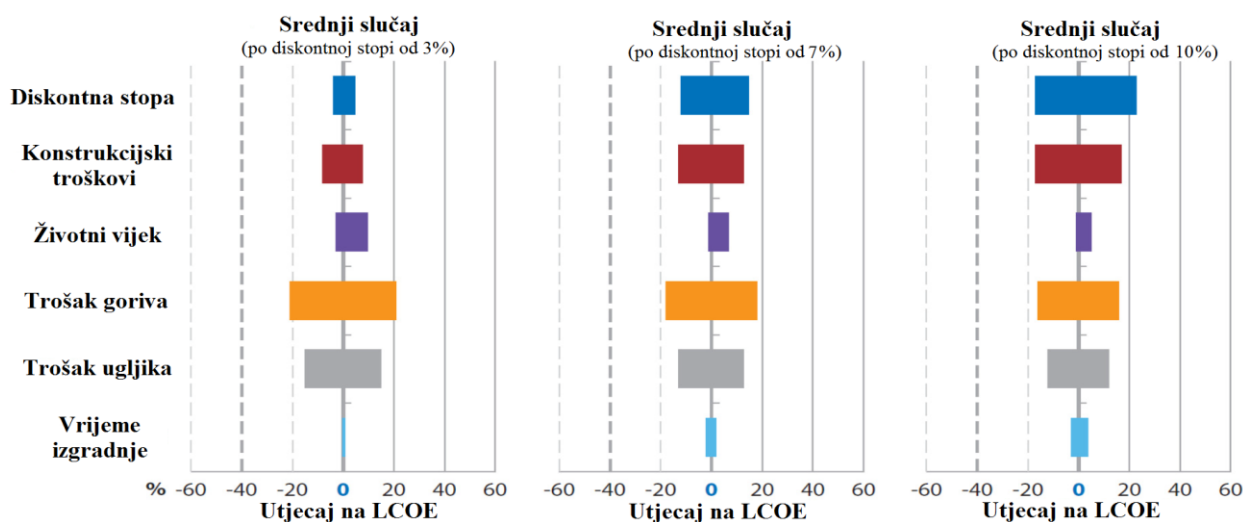 Srednji slučaj
(po diskontnoj stopi od 3%)
Srednji slučaj
(po diskontnoj stopi od 7%)
Srednji slučaj
(po diskontnoj stopi od 10%)
Diskontna stopa
Konstrukcijski
troškovi
Životni vijek
Trošak goriva
Trošak ugljika
Vrijeme
izgradnje
% -60 -40 -20 0 20 40 60
Utjecaj na LCOE
-60 -40 -20 0 20 40 60
Utjecaj na LCOE
-60 -40 -20 0 20 40 60
Utjecaj na LCOE